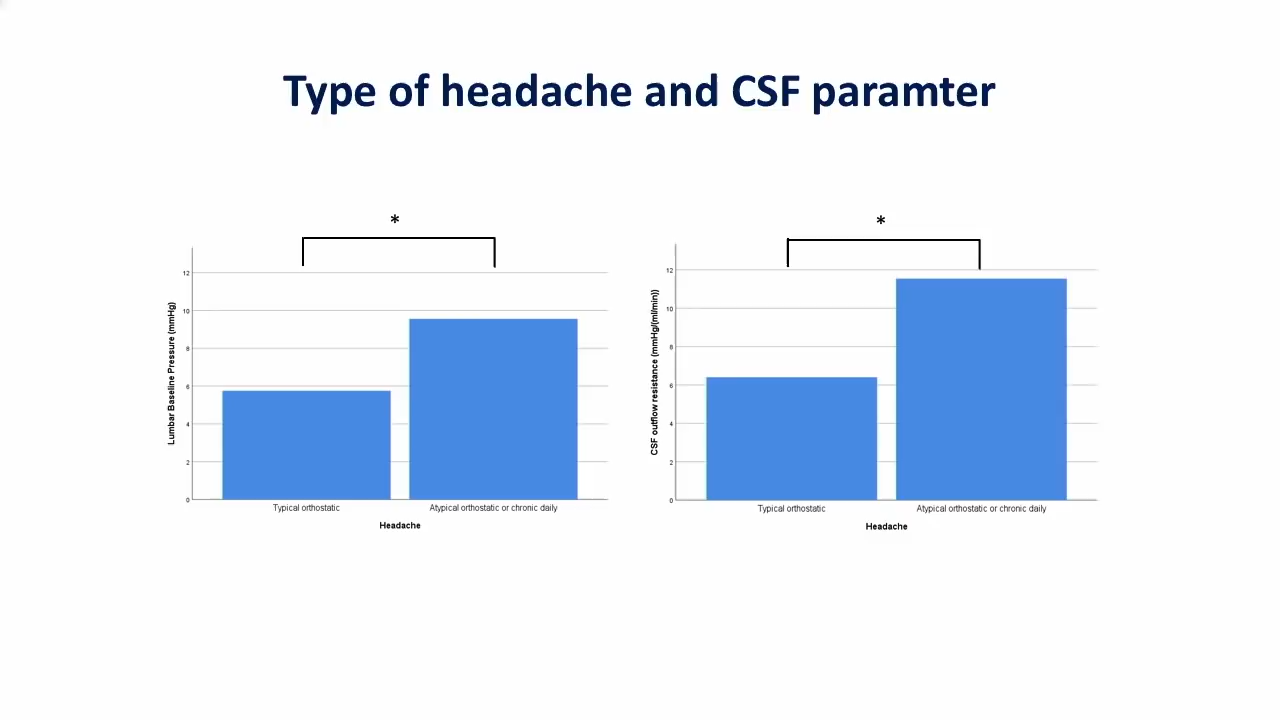 Type of headache and CSF paramter
*
Lumbar Baseline Pressure (mmHg)
12
10
8
6
4
2
0
Typical orthostatic
Atypical orthostatic or chronic daily
Headache
*
CSF outflow resistance (mmHg/(ml/min))
12
10
8
6
4
2
0
Typical orthostatic
Atypical orthostatic or chronic daily
Headache